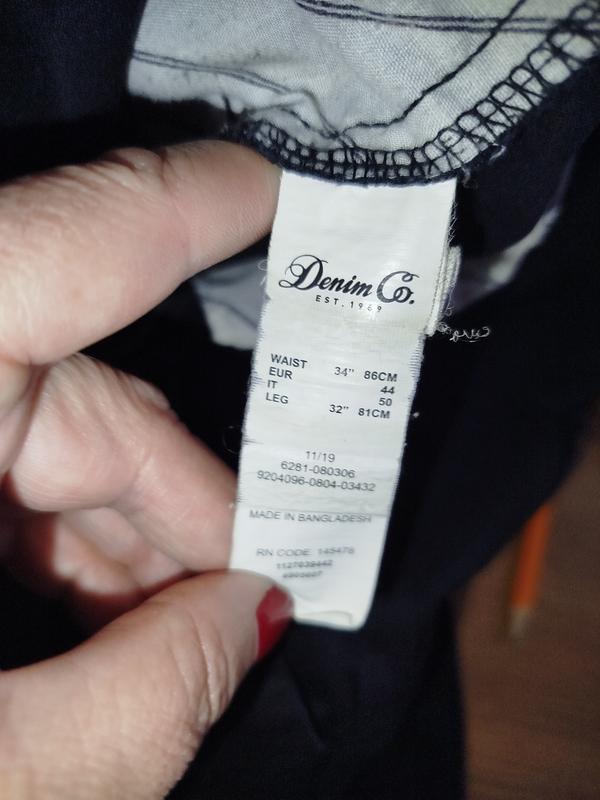 Denim Co.
EST. 1969
WAIST 34" 86CM
EUR 44
IT 50
LEG 32" 81CM
11/19
6281-080306
9204096-0804-03432
MADE IN BANGLADESH
RN CODE 145476